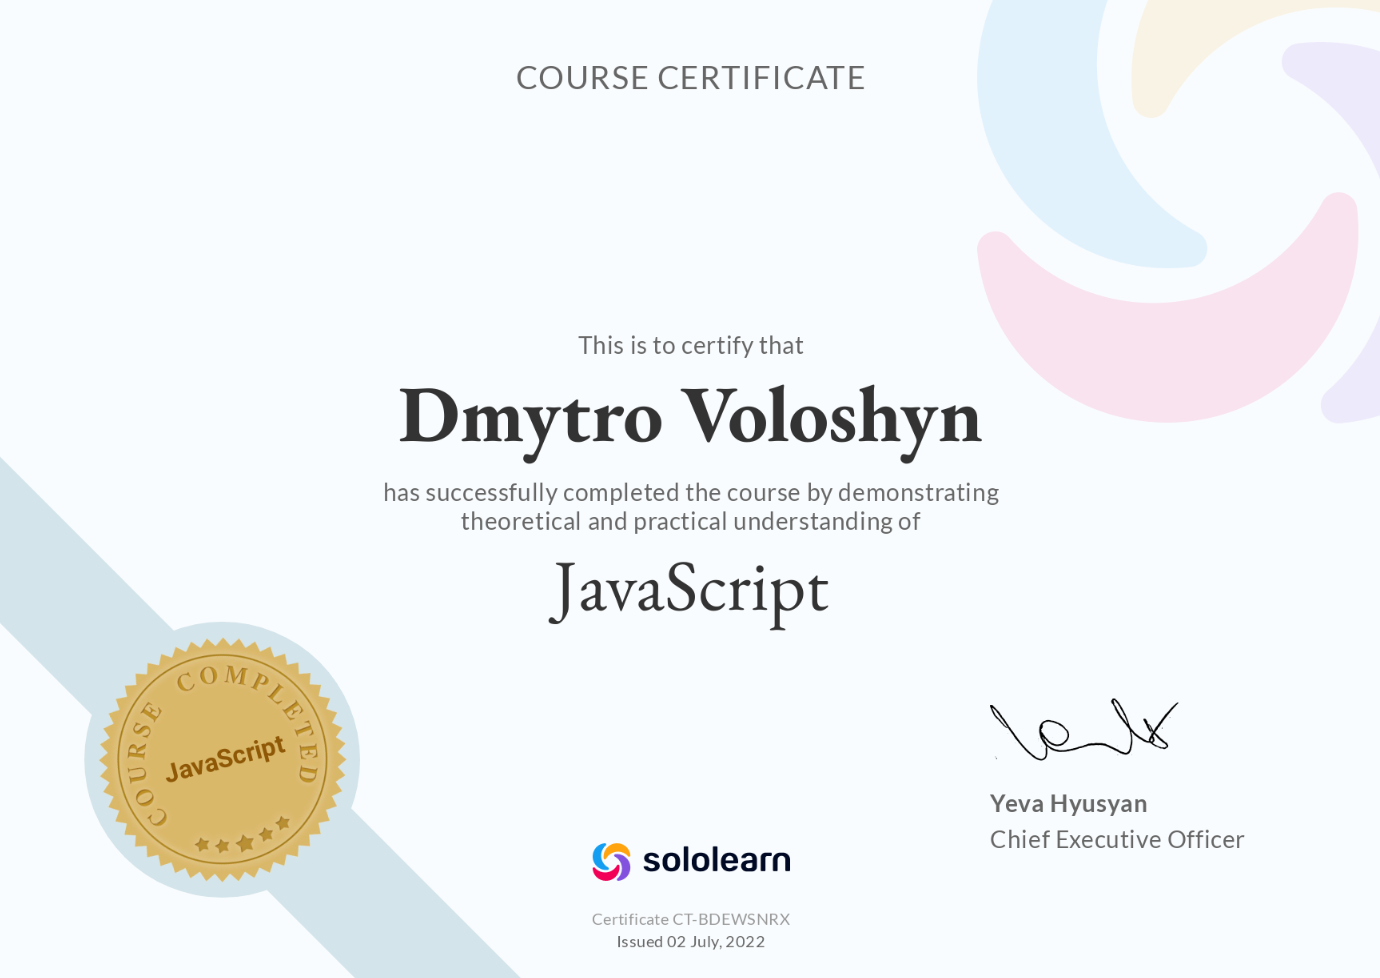 COURSE CERTIFICATE
This is to certify that
Dmytro Voloshyn
has successfully completed the course by demonstrating
theoretical and practical understanding of
JavaScript
COURSE COMPLETED
JavaScript
Yeva Hyusyan
Chief Executive Officer
sololearn
Certificate CT-BDEWSNRX
Issued 02 July, 2022